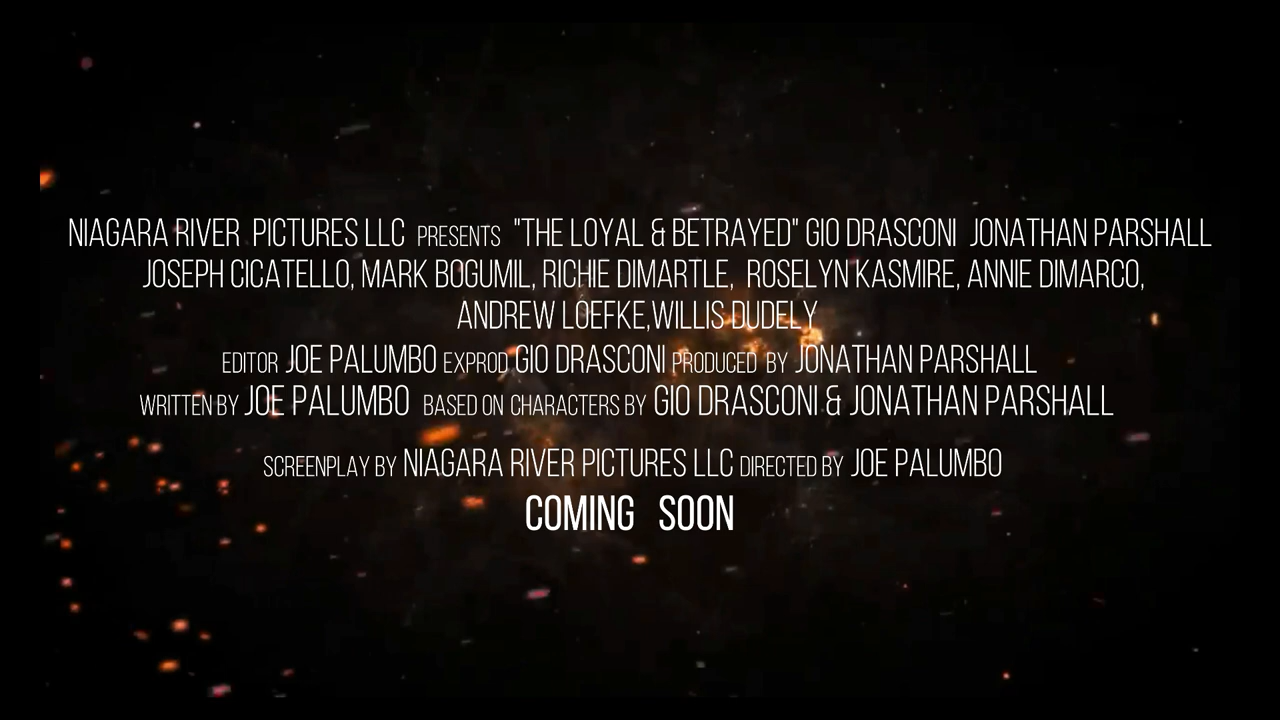 NIAGARA RIVER PICTURES LLC PRESENTS "THE LOYAL & BETRAYED" GIO DRASCONI JONATHAN PARSHALL
JOSEPH CICATELLO, MARK BOGUMIL, RICHIE DIMARTLE, ROSELYN KASMIRE, ANNIE DIMARCO,
ANDREW LOEFKE,WILLIS DUDELY
EDITOR JOE PALUMBO EXPROD GIO DRASCONI PRODUCED BY JONATHAN PARSHALL
WRITTEN BY JOE PALUMBO BASED ON CHARACTERS BY GIO DRASCONI & JONATHAN PARSHALL
SCREENPLAY BY NIAGARA RIVER PICTURES LLC DIRECTED BY JOE PALUMBO
COMING SOON